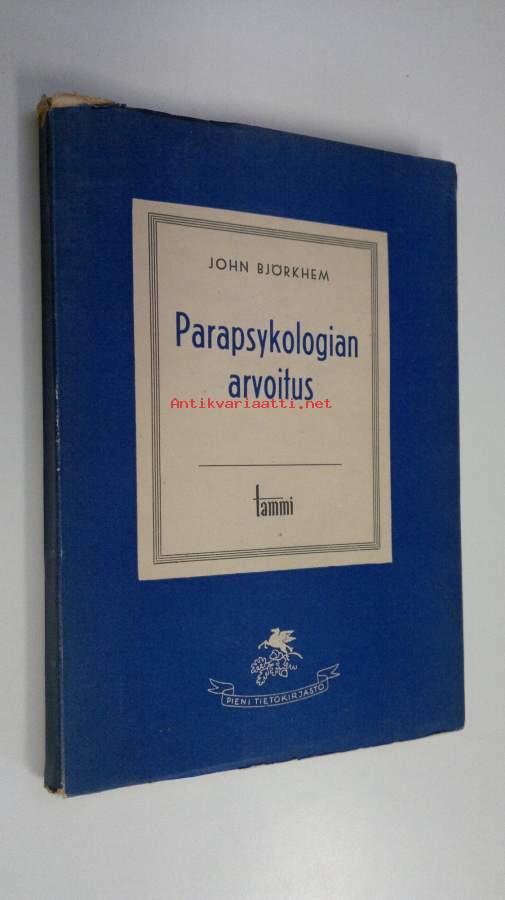 JOHN BJÖRKHEM
Parapsykologian
arvoitus
Antikvariaatti.net
tammi
PIENI TIETOKIRJASTO